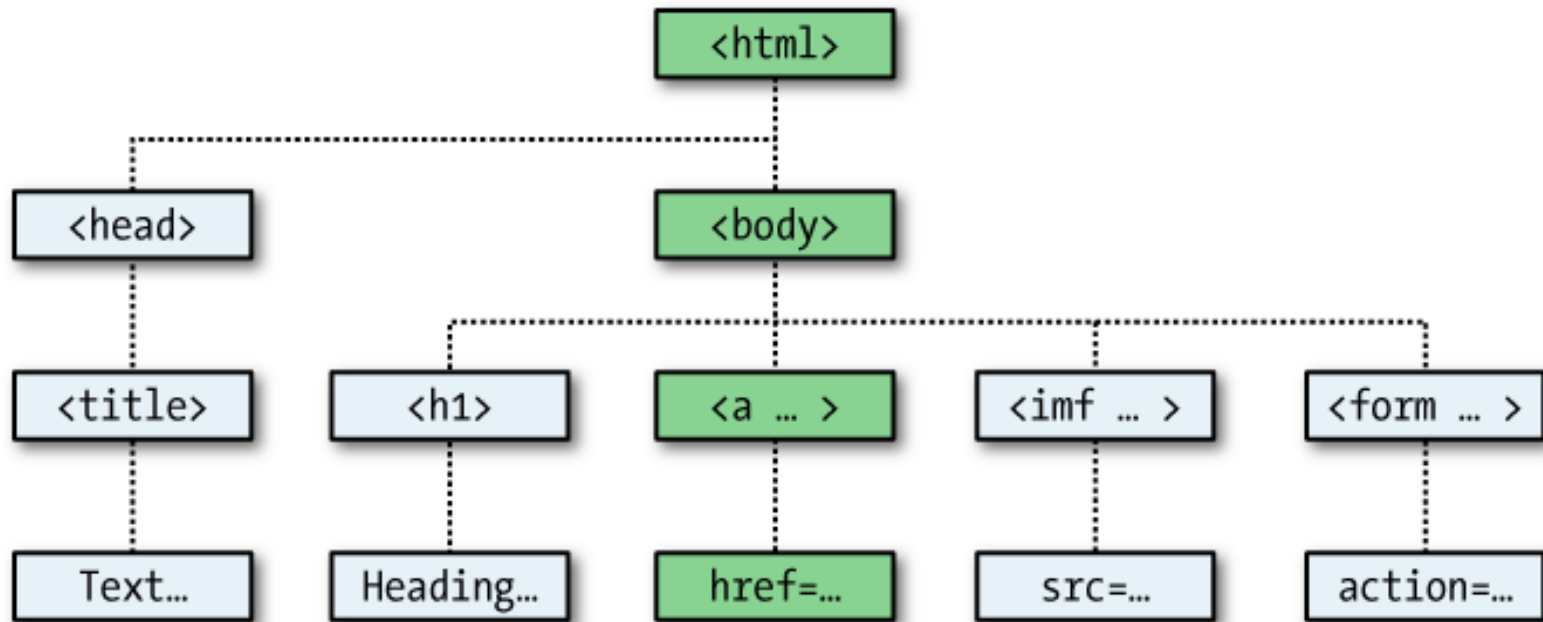 <html>
<head>
<body>
<title>
<h1>
<a … >
<imf … >
<form … >
Text…
Heading…
href=…
src=…
action=…